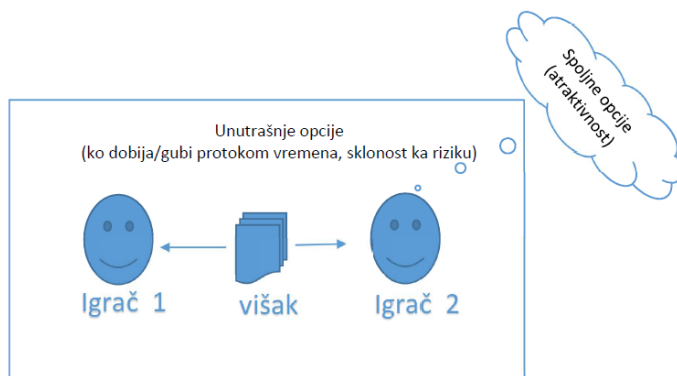 Spoljne opcije
(atraktivnost)
Unutrašnje opcije
(ko dobija/gubi protokom vremena, sklonost ka riziku)
Igrač 1
višak
Igrač 2